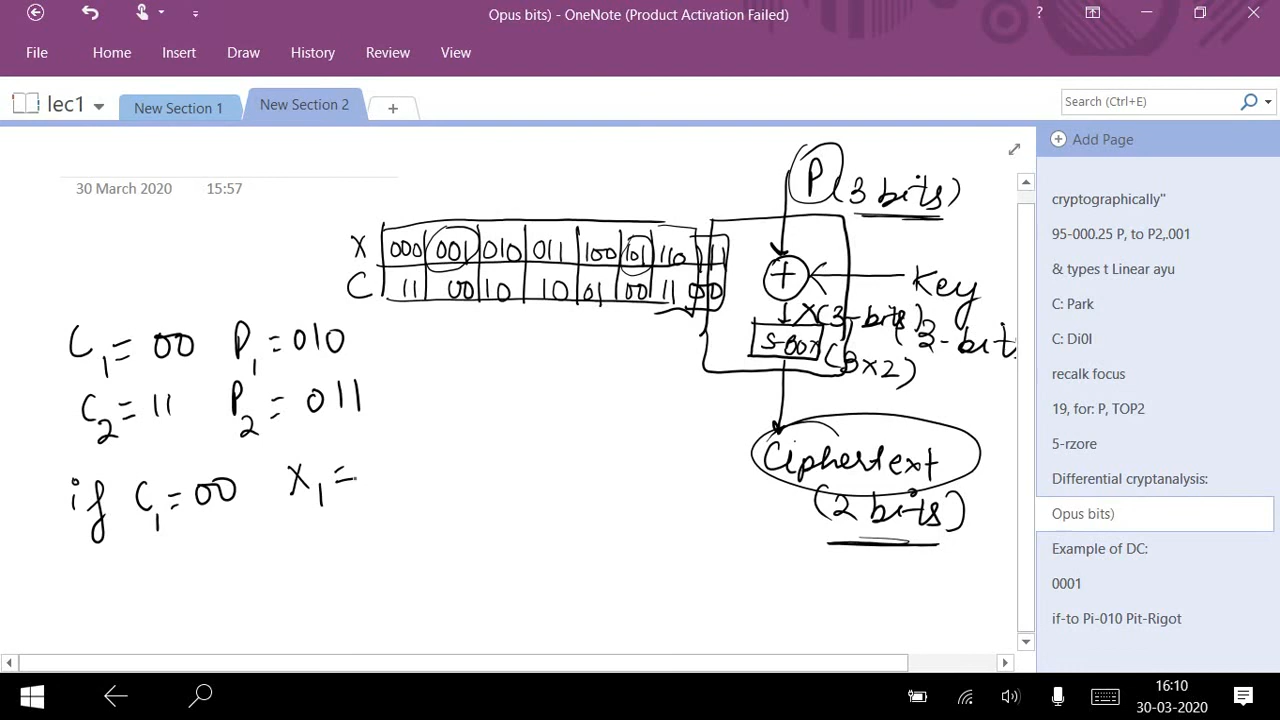 Opus bits) - OneNote (Product Activation Failed)
?
File Insert Draw History Review View
lec1 New Section 1 New Section 2 +
Search (Ctrl+E)
30 March 2020 15:57
P (3 bits)
X 000 001 010 011 100 101 110 111
C 11 00 10 10 01 00 11 00
+ Key
(3-bit
X(3-bits)
S-Box (3x2)
Ciphertext
(2 bits)
C1 = 00 P1 = 010
C2 = 11 P2 = 011
if C1 = 00 X1 =
Add Page
cryptographically"
95-000.25 P, to P2,.001
& types t Linear ayu
C: Park
C: Di0l
recalk focus
19, for: P, TOP2
5-rzore
Differential cryptanalysis:
Opus bits)
Example of DC:
0001
if-to Pi-010 Pit-Rigot
16:10
30-03-2020